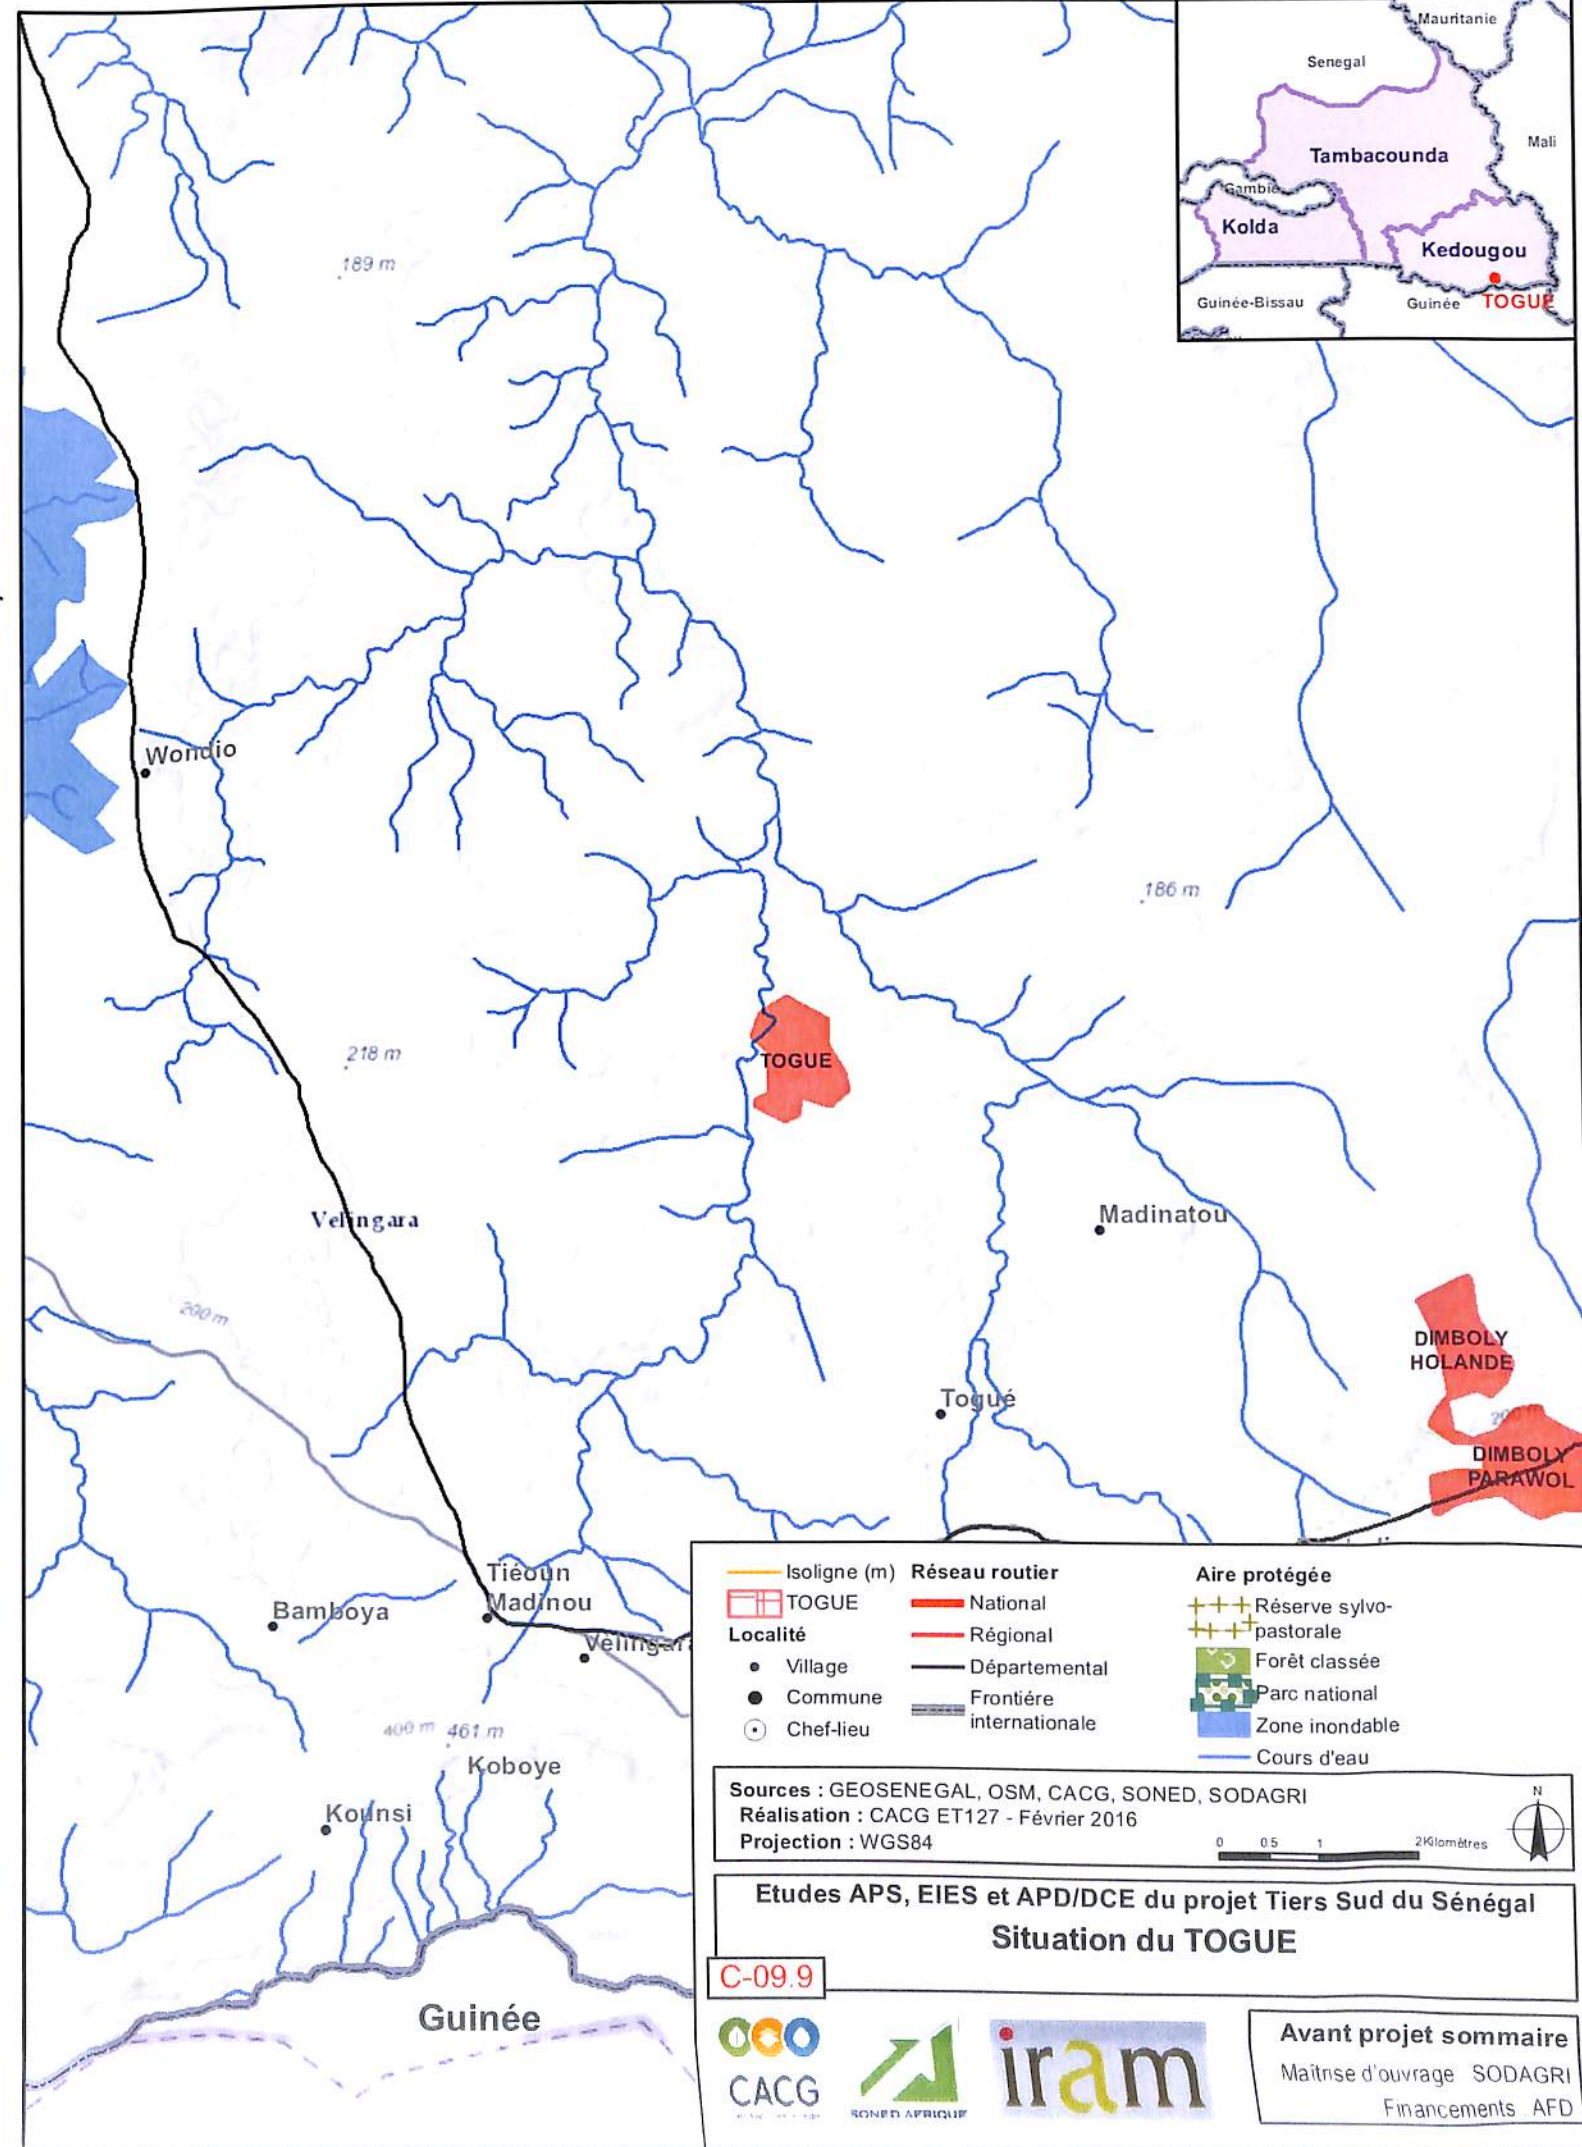 Mauritanie
Senegal
Mali
Tambacounda
Gambie
Kolda
Kedougou
Guinée-Bissau
Guinée
TOGUE
189 m
Wondio
186 m
218 m
TOGUE
Velingara
Madinatou
200 m
DIMBOLY
HOLANDE
Togué
200 m
DIMBOLY
PARAWOL
Tiéoun
Madinou
Bamboya
Vélingara
400 m
461 m
Koboye
Kounsi
Guinée
Isoligne (m)
TOGUE
Localité
Village
Commune
Chef-lieu
Réseau routier
National
Régional
Départemental
Frontiére
internationale
Aire protégée
Réserve sylvo-
pastorale
Forêt classée
Parc national
Zone inondable
Cours d'eau
Sources : GEOSENEGAL, OSM, CACG, SONED, SODAGRI
Réalisation : CACG ET127 - Février 2016
Projection : WGS84
0 0.5 1 2Kilomètres
N
Etudes APS, EIES et APD/DCE du projet Tiers Sud du Sénégal
Situation du TOGUE
C-09.9
CACG
SONED AFRIQUE
iram
Avant projet sommaire
Maîtrise d'ouvrage SODAGRI
Financements AFD